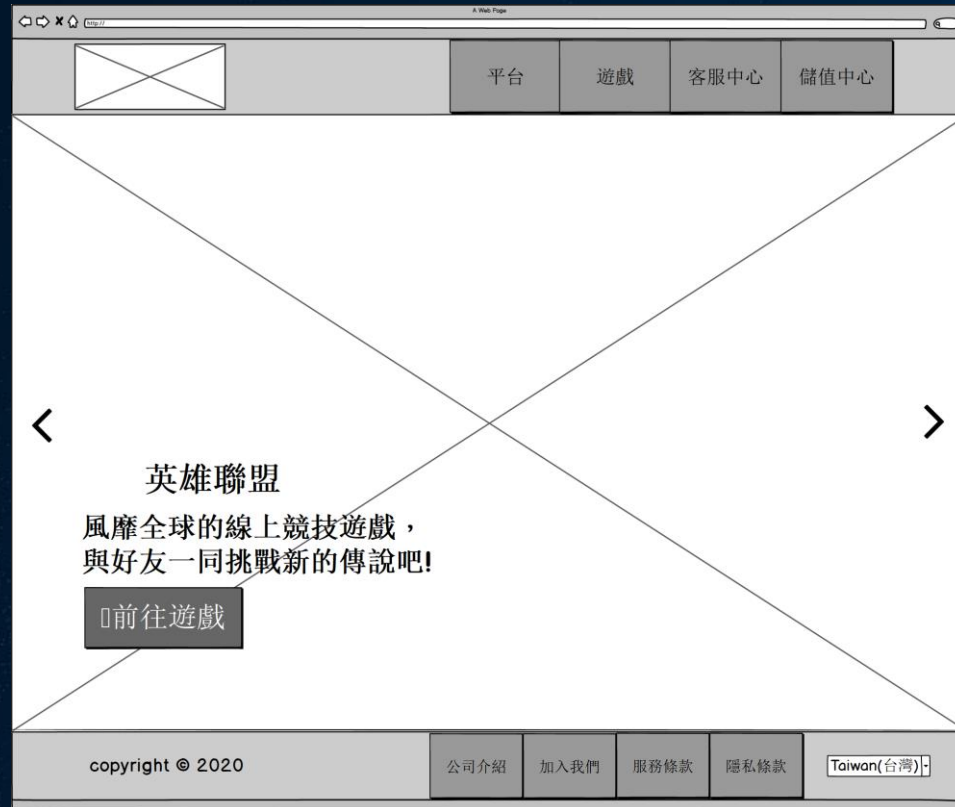 A Web Page
http://
平台 遊戲 客服中心 儲值中心
英雄聯盟
風靡全球的線上競技遊戲，
與好友一同挑戰新的傳說吧!
前往遊戲
copyright © 2020 公司介紹 加入我們 服務條款 隱私條款 Taiwan(台灣)